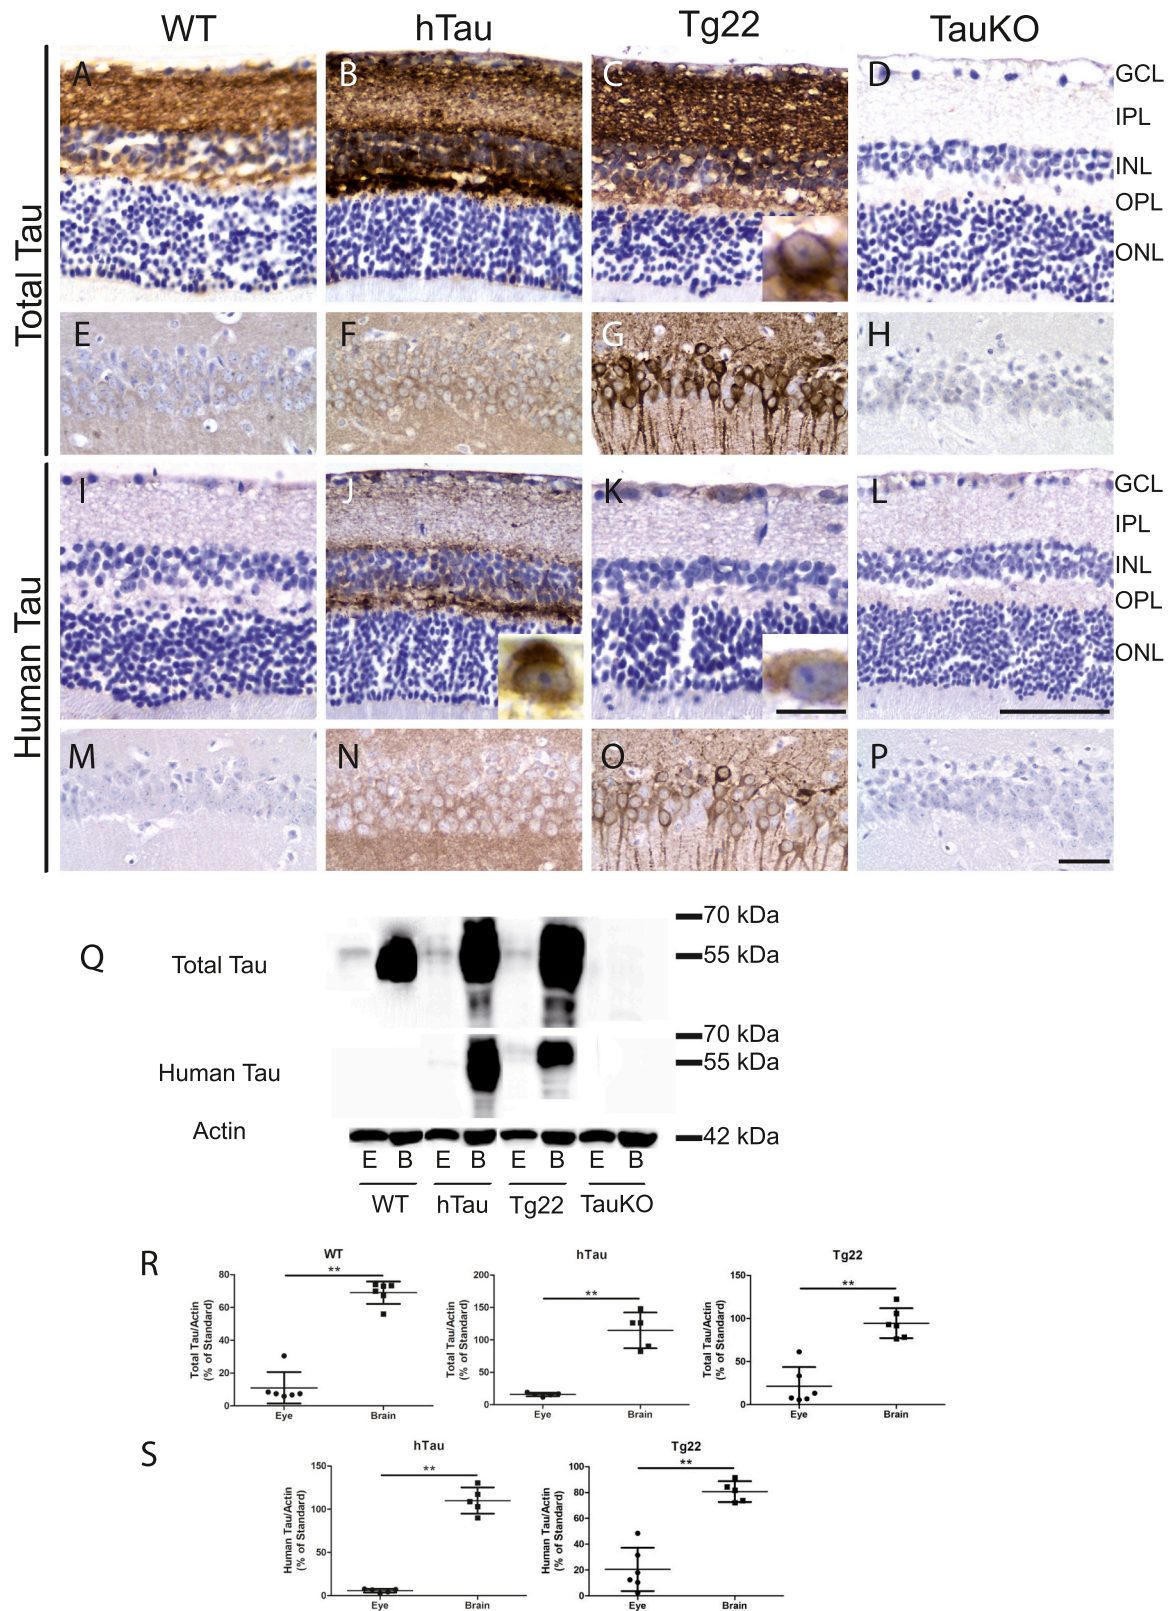 WT hTau Tg22 TauKO
Total Tau
A B C D
GCL
IPL
INL
OPL
ONL
E F G H
Human Tau
I J K L
GCL
IPL
INL
OPL
ONL
M N O P
Q
Total Tau
70 kDa
55 kDa
Human Tau
70 kDa
55 kDa
Actin
42 kDa
E B E B E B E B
WT hTau Tg22 TauKO
R
WT
Total Tau/Actin
(% of Standard)
80
60
40
20
0
**
Eye Brain
hTau
200
150
100
50
0
**
Eye Brain
Tg22
Total Tau/Actin
(% of Standard)
150
100
50
0
**
Eye Brain
Total Tau/Actin
(% of Standard)
S
hTau
Human Tau/Actin
(% of Standard)
150
100
50
0
**
Eye Brain
Tg22
Human Tau/Actin
(% of Standard)
100
80
60
40
20
0
**
Eye Brain